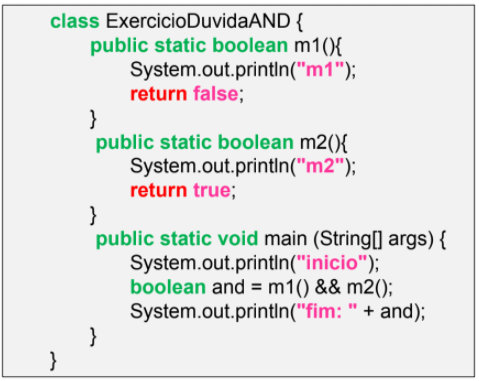 class ExercicioDuvidaAND {
public static boolean m1(){
System.out.println("m1");
return false;
}
public static boolean m2(){
System.out.println("m2");
return true;
}
public static void main (String[] args) {
System.out.println("inicio");
boolean and = m1() && m2();
System.out.println("fim: " + and);
}
}